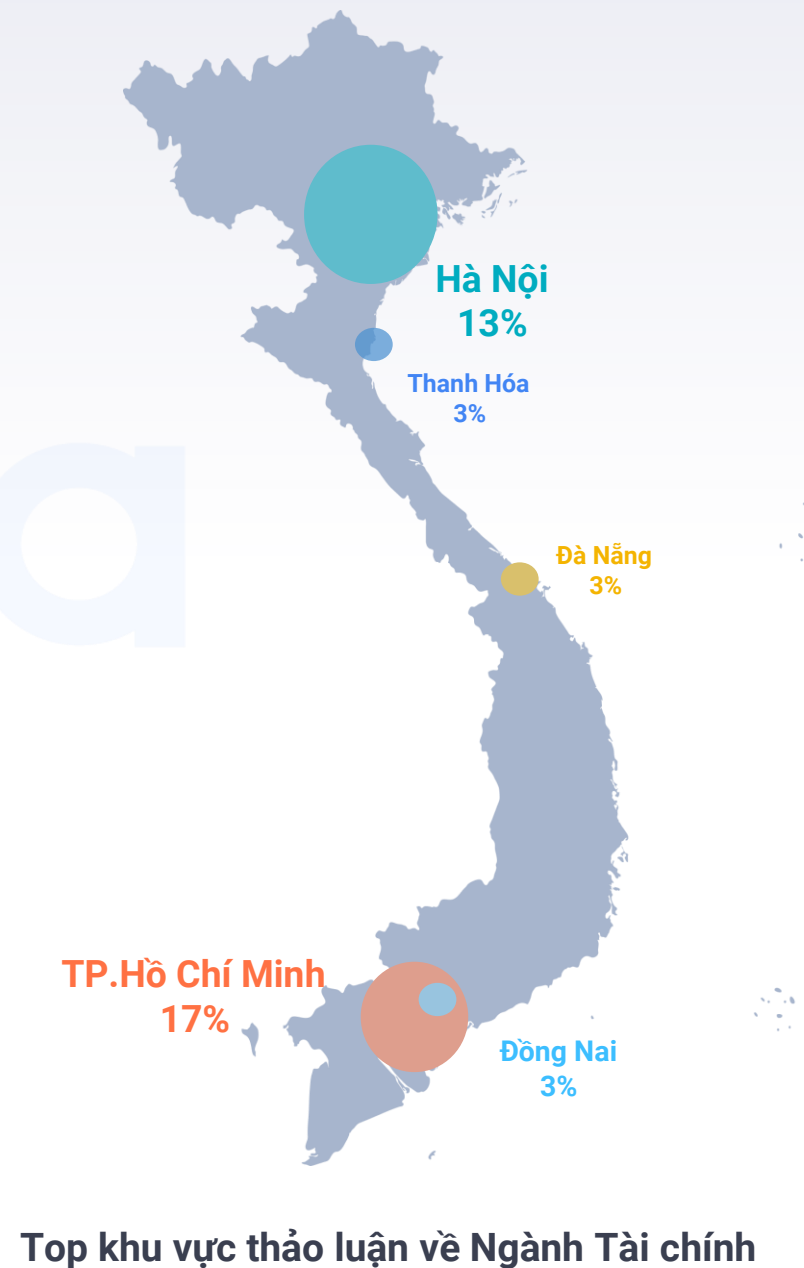 Hà Nội
13%
Thanh Hóa
3%
Đà Nẵng
3%
TP.Hồ Chí Minh
17%
Đồng Nai
3%
Top khu vực thảo luận về Ngành Tài chính